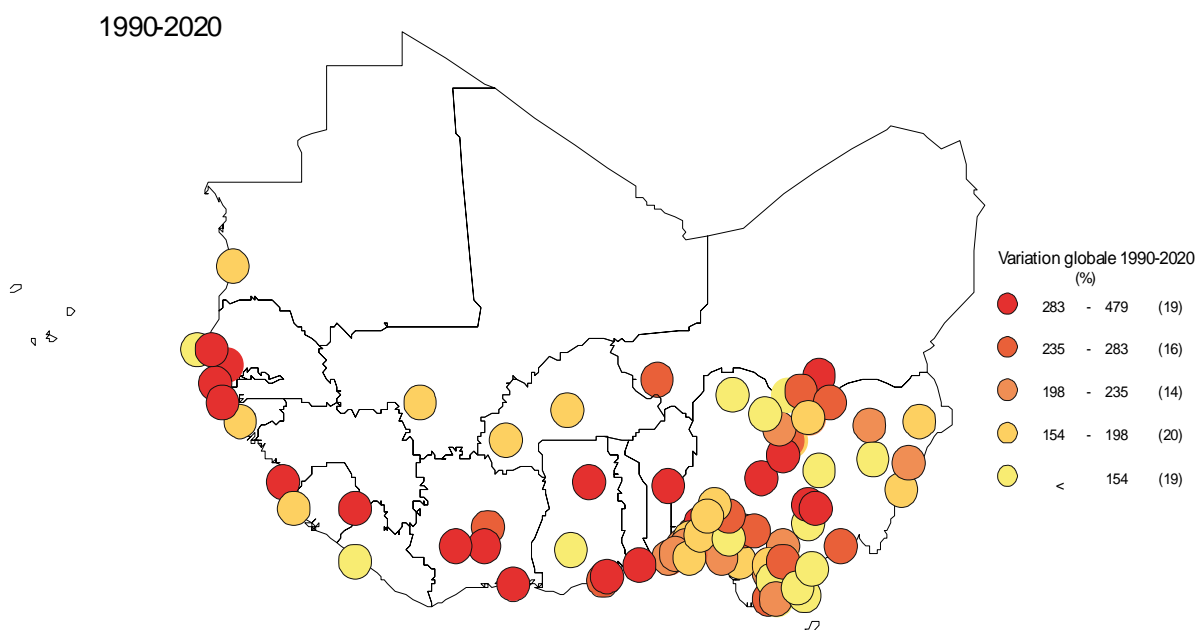 1990-2020
Variation globale 1990-2020
(%)
283 - 479 (19)
235 - 283 (16)
198 - 235 (14)
154 - 198 (20)
< 154 (19)